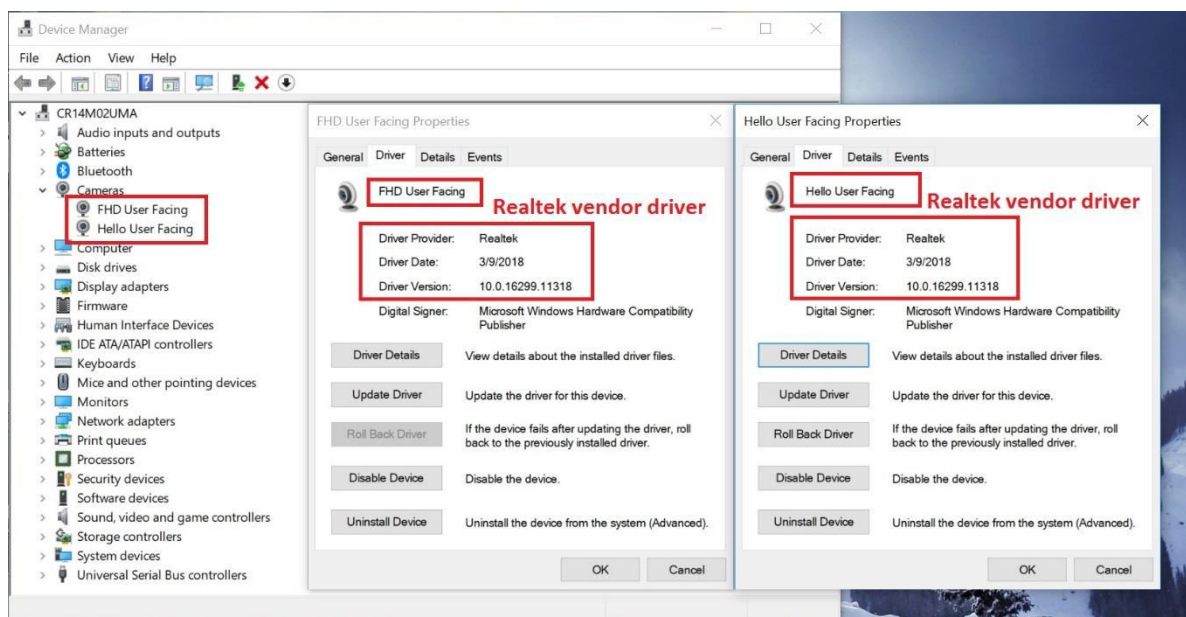 Device Manager
File Action View Help
CR14M02UMA
Audio inputs and outputs
Batteries
Bluetooth
Cameras
FHD User Facing
Hello User Facing
Computer
Disk drives
Display adapters
Firmware
Human Interface Devices
IDE ATA/ATAPI controllers
Keyboards
Mice and other pointing devices
Monitors
Network adapters
Print queues
Processors
Security devices
Software devices
Sound, video and game controllers
Storage controllers
System devices
Universal Serial Bus controllers
FHD User Facing Properties
General Driver Details Events
FHD User Facing
Realtek vendor driver
Driver Provider: Realtek
Driver Date: 3/9/2018
Driver Version: 10.0.16299.11318
Digital Signer: Microsoft Windows Hardware Compatibility
Publisher
Driver Details View details about the installed driver files.
Update Driver Update the driver for this device.
Roll Back Driver If the device fails after updating the driver, roll
back to the previously installed driver.
Disable Device Disable the device.
Uninstall Device Uninstall the device from the system (Advanced).
OK Cancel
Hello User Facing Properties
General Driver Details Events
Hello User Facing
Realtek vendor driver
Driver Provider: Realtek
Driver Date: 3/9/2018
Driver Version: 10.0.16299.11318
Digital Signer: Microsoft Windows Hardware Compatibility
Publisher
Driver Details View details about the installed driver files.
Update Driver Update the driver for this device.
Roll Back Driver If the device fails after updating the driver, roll
back to the previously installed driver.
Disable Device Disable the device.
Uninstall Device Uninstall the device from the system (Advanced).
OK Cancel